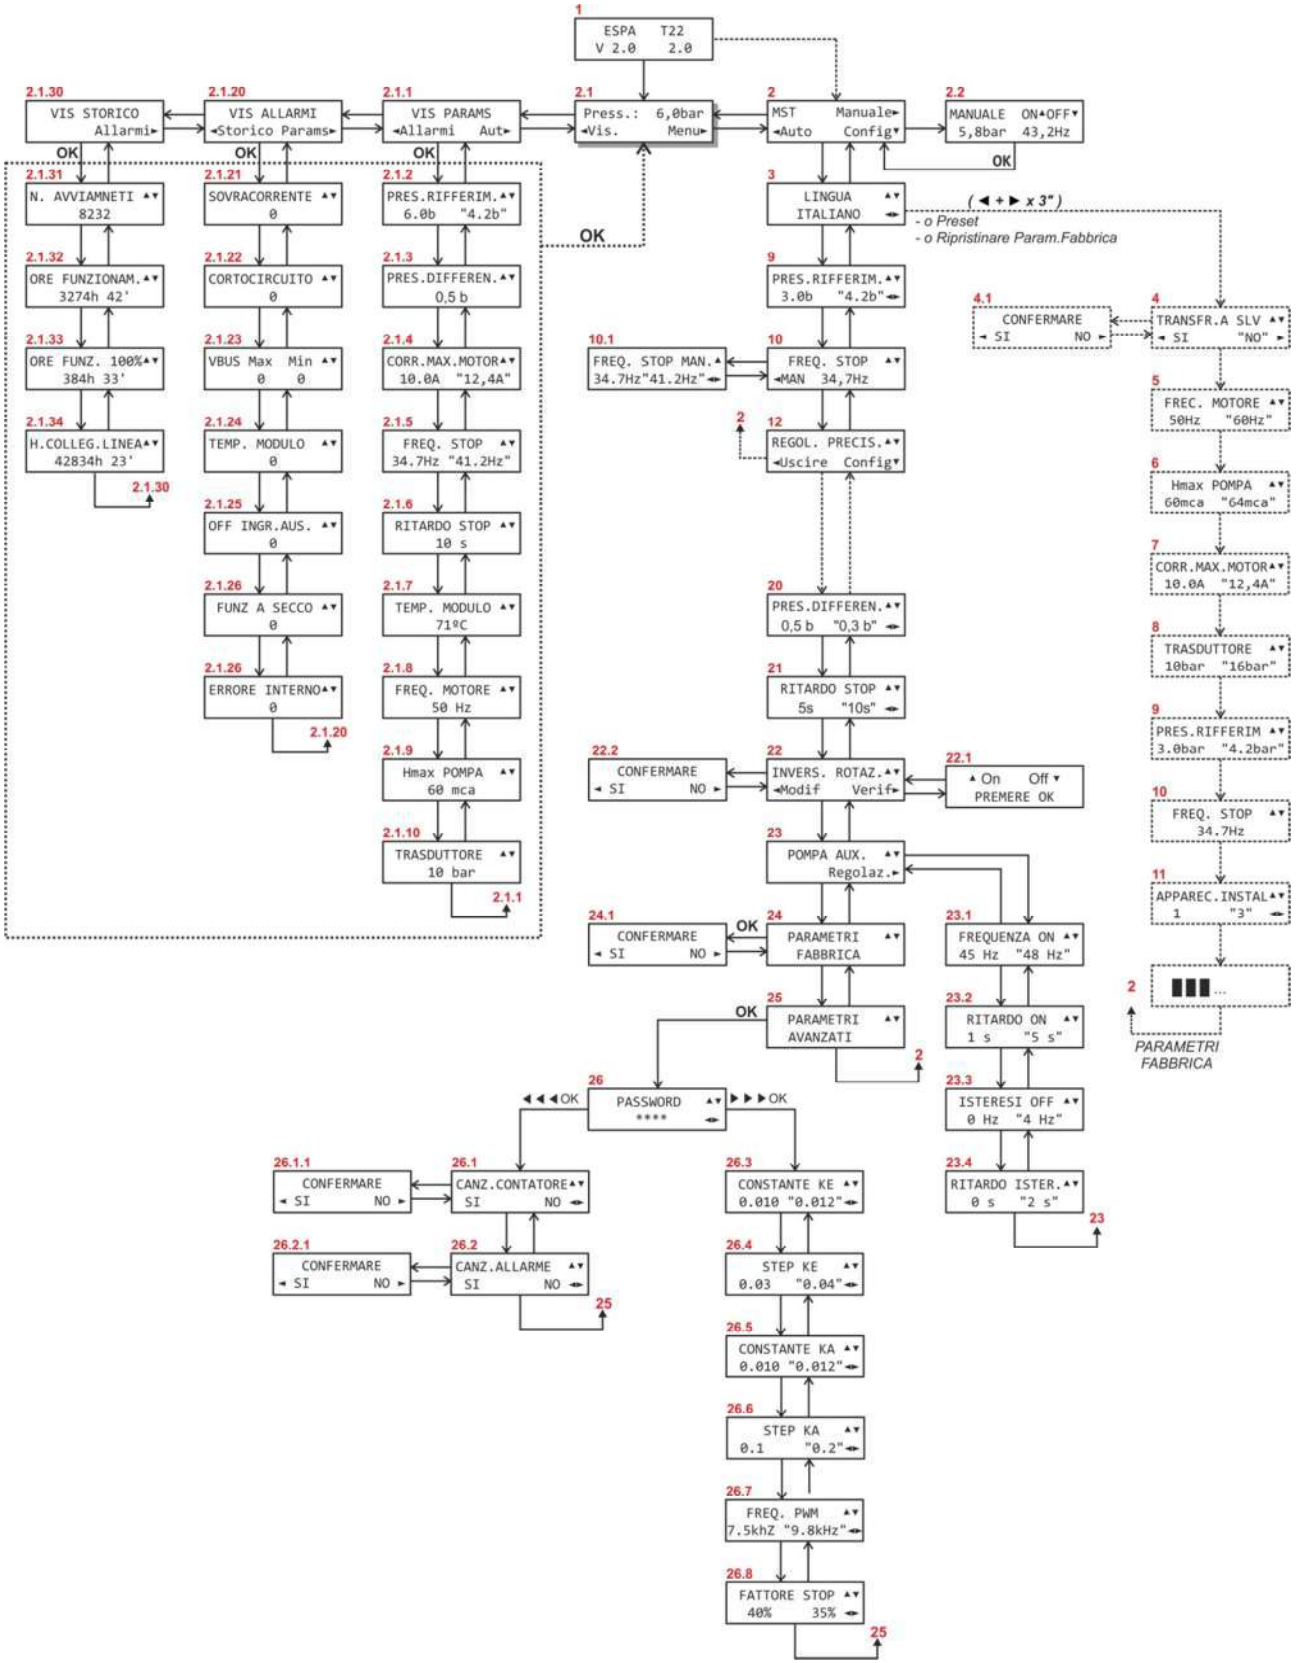 1
ESPA T22
V 2.0 2.0
2.1.30
VIS STORICO
Allarmi►
2.1.20
VIS ALLARMI
◄Storico Params►
2.1.1
VIS PARAMS
◄Allarmi Aut►
2.1
Press.: 6,0bar
◄Vis. Menu►
2
MST Manuale►
◄Auto Config▼
2.2
MANUALE ON▲OFF▼
5,8bar 43,2Hz
OK
OK
OK
OK
2.1.31
N. AVVIAMNETI ▲▼
8232
2.1.32
ORE FUNZIONAM.▲▼
3274h 42'
2.1.33
ORE FUNZ. 100%▲▼
384h 33'
2.1.34
H.COLLEG.LINEA▲▼
42834h 23'
2.1.30
2.1.21
SOVRACORRENTE ▲▼
0
2.1.22
CORTOCIRCUITO ▲▼
0
2.1.23
VBUS Max Min ▲▼
0 0
2.1.24
TEMP. MODULO ▲▼
0
2.1.25
OFF INGR.AUS. ▲▼
0
2.1.26
FUNZ A SECCO ▲▼
0
2.1.26
ERRORE INTERNO▲▼
0
2.1.20
2.1.2
PRES.RIFFERIM.▲▼
6.0b "4.2b"
2.1.3
PRES.DIFFEREN.▲▼
0,5 b
2.1.4
CORR.MAX.MOTOR▲▼
10.0A "12,4A"
2.1.5
FREQ. STOP ▲▼
34.7Hz "41.2Hz"
2.1.6
RITARDO STOP ▲▼
10 s
2.1.7
TEMP. MODULO ▲▼
71ºC
2.1.8
FREQ. MOTORE ▲▼
50 Hz
2.1.9
Hmax POMPA ▲▼
60 mca
2.1.10
TRASDUTTORE ▲▼
10 bar
2.1.1
OK
3
LINGUA ▲▼
ITALIANO ◄►
( ◄ + ► x 3" )
- o Preset
- o Ripristinare Param.Fabbrica
9
PRES.RIFFERIM.▲▼
3.0b "4.2b"◄►
10.1
FREQ. STOP MAN.▲
34.7Hz"41.2Hz"◄►
10
FREQ. STOP ▲▼
◄MAN 34,7Hz
2
12
REGOL. PRECIS.▲▼
◄Uscire Config▼
20
PRES.DIFFEREN.▲▼
0,5 b "0,3 b" ◄►
21
RITARDO STOP ▲▼
5s "10s" ◄►
22.2
CONFERMARE
◄ SI NO ►
22
INVERS. ROTAZ.▲▼
◄Modif Verif►
22.1
▲ On Off ▼
PREMERE OK
23
POMPA AUX. ▲▼
Regolaz.►
24.1
CONFERMARE
◄ SI NO ►
OK
24
PARAMETRI ▲▼
FABBRICA
25
PARAMETRI ▲▼
AVANZATI
OK
2
23.1
FREQUENZA ON ▲▼
45 Hz "48 Hz"
23.2
RITARDO ON ▲▼
1 s "5 s"
23.3
ISTERESI OFF ▲▼
0 Hz "4 Hz"
23.4
RITARDO ISTER.▲▼
0 s "2 s"
23
4.1
CONFERMARE
◄ SI NO ►
4
TRANSFR.A SLV ▲▼
◄ SI "NO" ►
5
FREC. MOTORE ▲▼
50Hz "60Hz"
6
Hmax POMPA ▲▼
60mca "64mca"
7
CORR.MAX.MOTOR▲▼
10.0A "12,4A"
8
TRASDUTTORE ▲▼
10bar "16bar"
9
PRES.RIFFERIM ▲▼
3.0bar "4.2bar"
10
FREQ. STOP ▲▼
34.7Hz
11
APPAREC.INSTAL▲▼
1 "3" ◄►
2
███...
PARAMETRI
FABBRICA
26
PASSWORD ▲▼
**** ◄►
◄◄◄OK
►►►OK
26.1.1
CONFERMARE
◄ SI NO ►
26.1
CANZ.CONTATORE▲▼
SI NO ◄►
26.2.1
CONFERMARE
◄ SI NO ►
26.2
CANZ.ALLARME ▲▼
SI NO ◄►
25
26.3
CONSTANTE KE ▲▼
0.010 "0.012"◄►
26.4
STEP KE ▲▼
0.03 "0.04"◄►
26.5
CONSTANTE KA ▲▼
0.010 "0.012"◄►
26.6
STEP KA ▲▼
0.1 "0.2"◄►
26.7
FREQ. PWM ▲▼
7.5khZ "9.8kHz"◄►
26.8
FATTORE STOP ▲▼
40% 35% ◄►
25